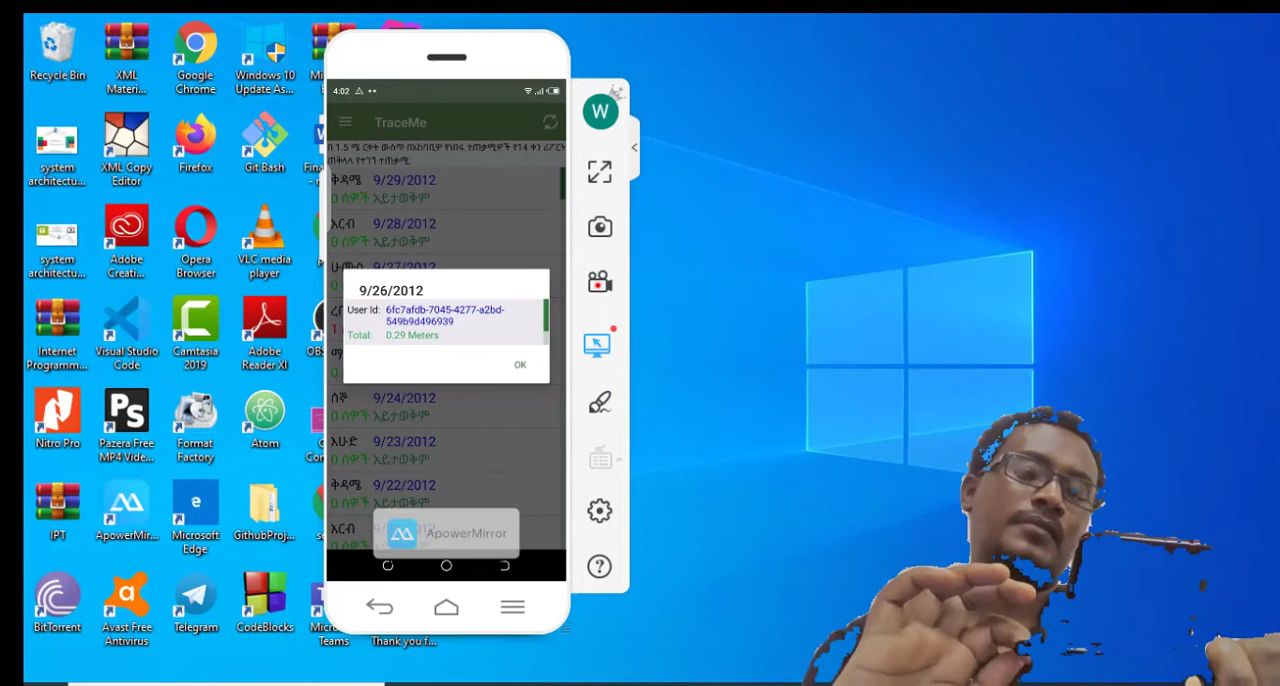 Recycle Bin
XML
Materi...
Google
Chrome
Windows 10
Update As...
system
architectu...
XML Copy
Editor
Firefox
Git Bash
system
architectu...
Adobe
Creati...
Opera
Browser
VLC media
player
Internet
Programm...
Visual Studio
Code
Camtasia
2019
Adobe
Reader XI
Nitro Pro
Pazera Free
MP4 Vide...
Format
Factory
Atom
IPT
ApowerMir...
Microsoft
Edge
GithubProj...
BitTorrent
Avast Free
Antivirus
Telegram
CodeBlocks
Teams
Thank you f...
4:02
TraceMe
ቅዳሜ 9/29/2012
0 ሰዎች አይታወቅም
አርብ 9/28/2012
0 ሰዎች አይታወቅም
ሁሙስ 9/27/2012
9/26/2012
User Id: 6fc7afdb-7045-4277-a2bd-
549b9d496939
Total: 0.29 Meters
OK
ሰኞ 9/24/2012
0 ሰዎች አይታወቅም
እሁድ 9/23/2012
0 ሰዎች አይታወቅም
ቅዳሜ 9/22/2012
0 ሰዎች አይታወቅም
አርብ
ApowerMirror
W